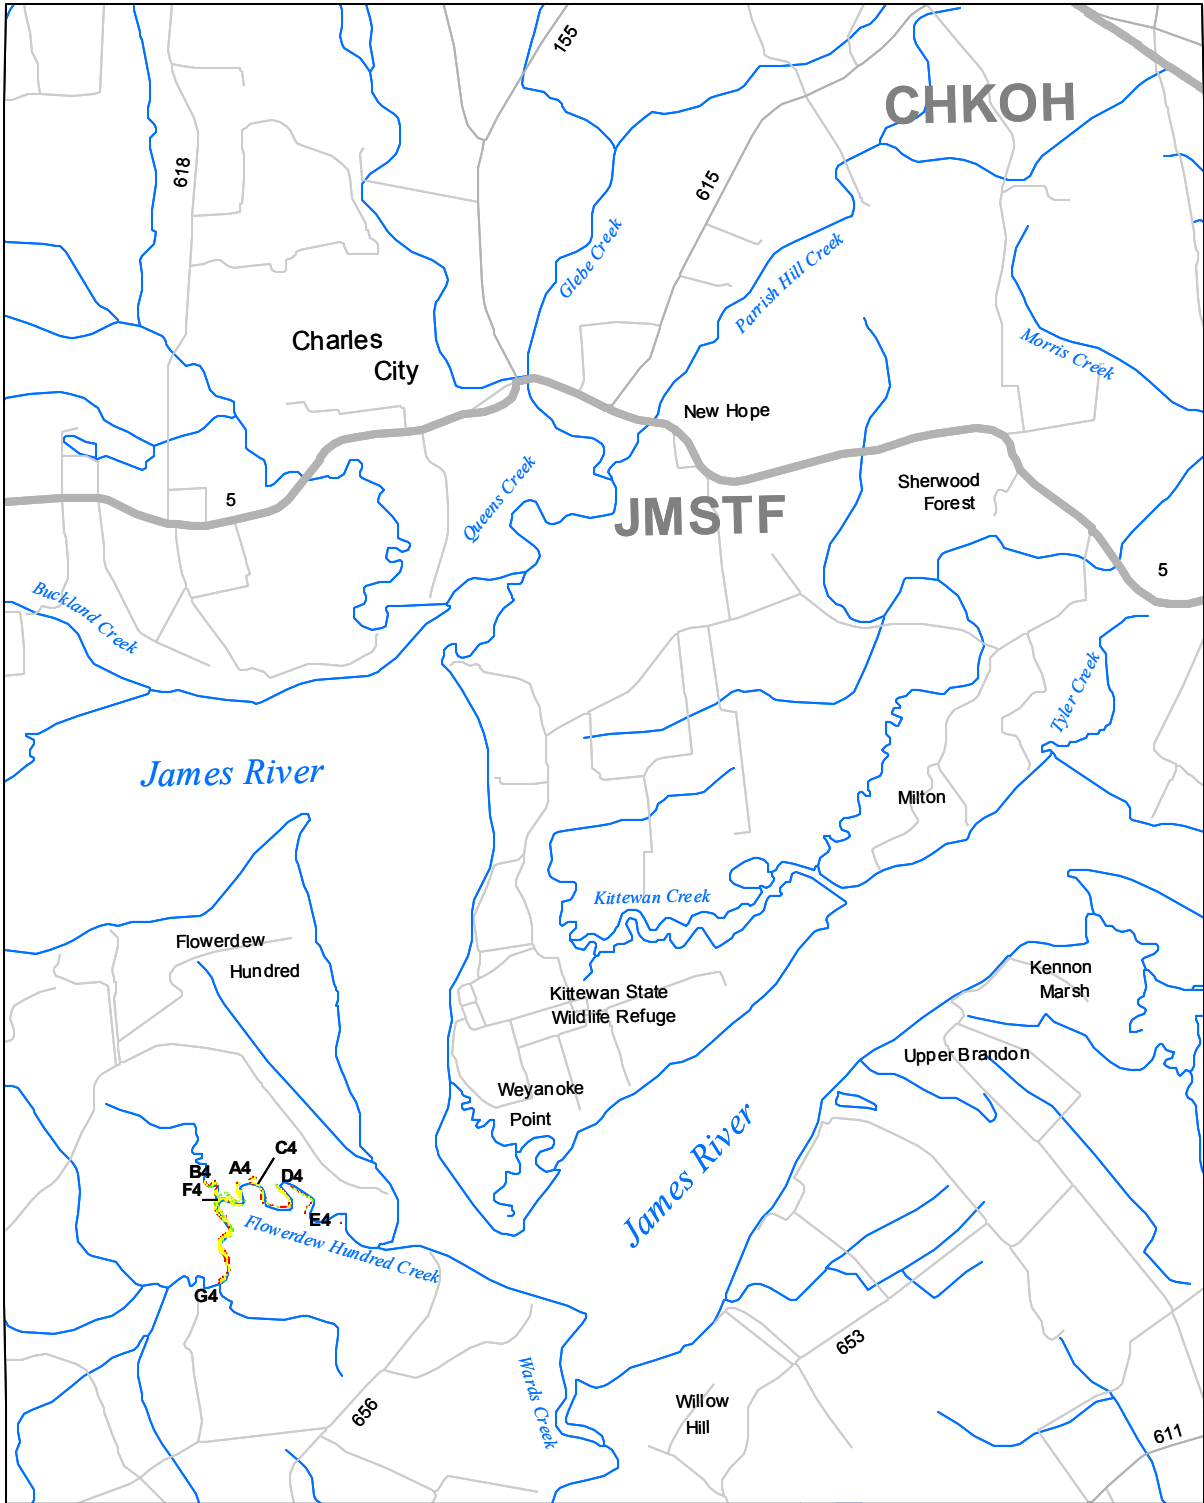 155
CHKOH
618
615
Glebe Creek
Parrish Hill Creek
Morris Creek
Charles
City
New Hope
Sherwood
Forest
Queens Creek
5
JMSTF
5
Buckland Creek
Tyler Creek
James River
Milton
Kittewan Creek
Flowerdew
Hundred
Kennon
Marsh
Kittewan State
Wildlife Refuge
Upper Brandon
Weyanoke
Point
James River
C4
B4
A4
D4
F4
E4
Flowerdew Hundred Creek
G4
653
Wards Creek
656
Willow
Hill
611